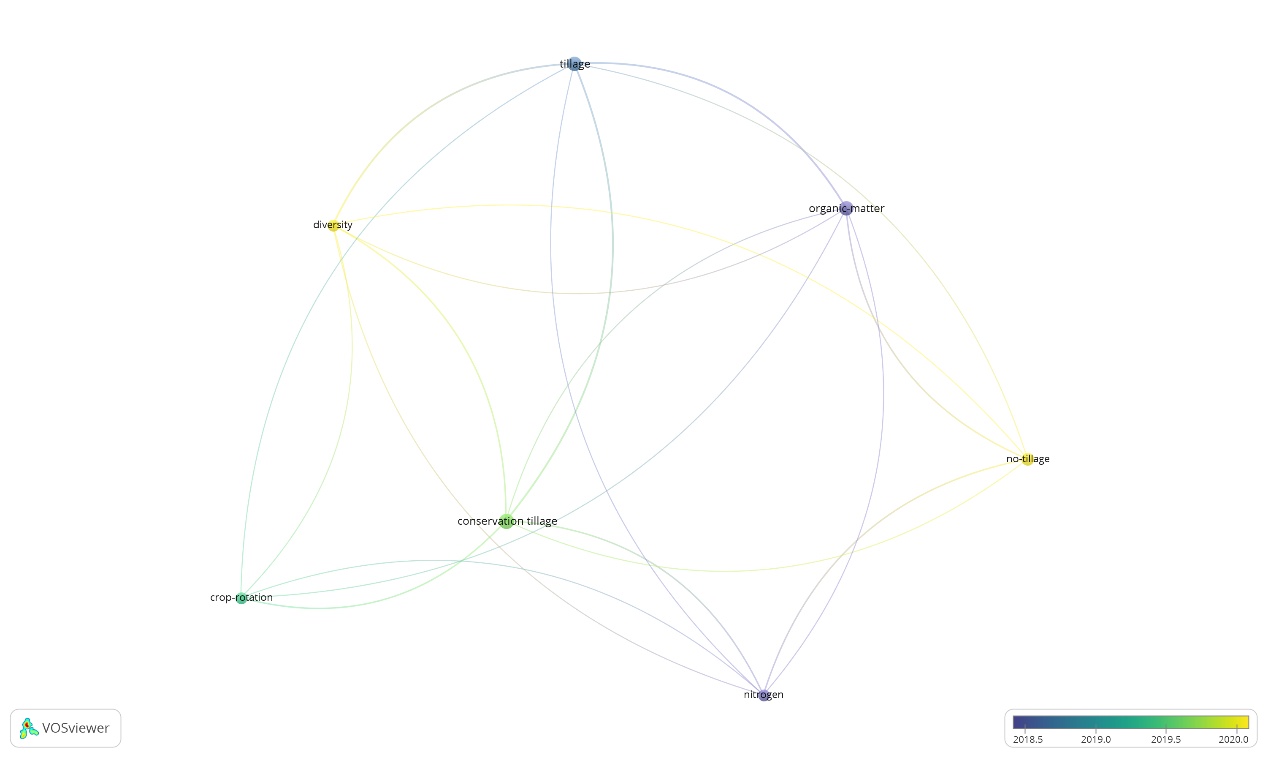 tillage
organic-matter
diversity
no-tillage
conservation tillage
crop-rotation
nitrogen
VOSviewer
2018.5 2019.0 2019.5 2020.0